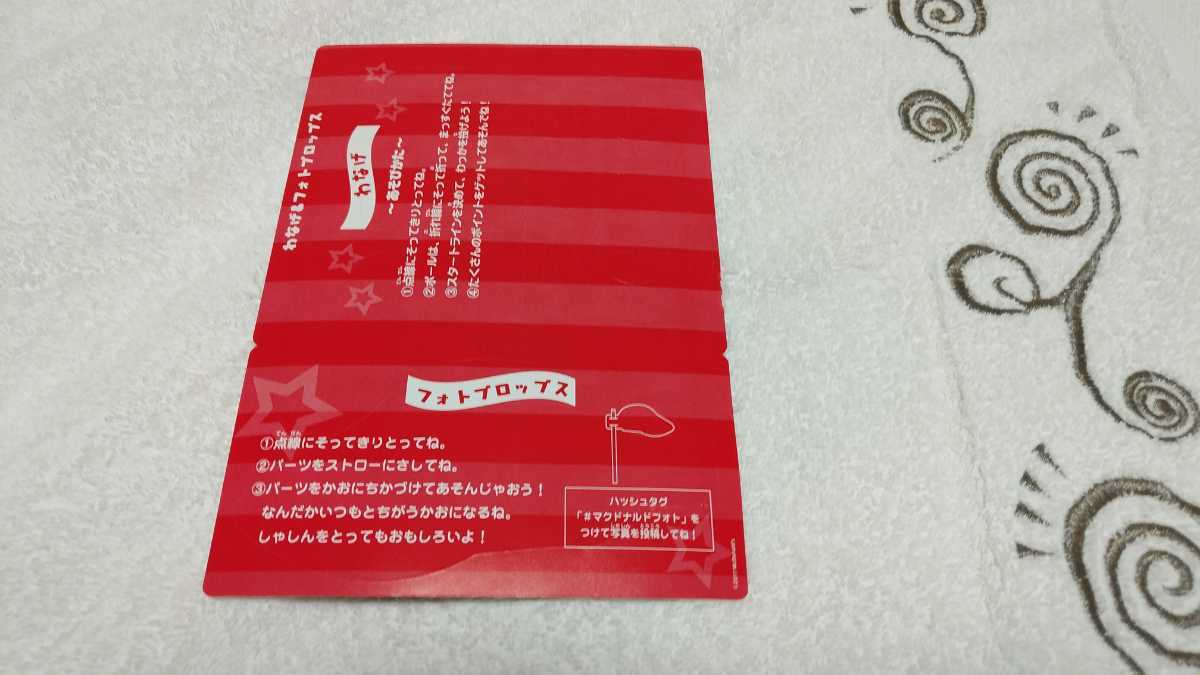 わなげ&フォトプロップス
わなげ
～あそびかた～
①点線にそってきりとってね。
②ポールは、折れ線にそって折って、まっすぐたててね。
③スタートラインを決めて、わっかを投げよう！
④たくさんのポイントをゲットしてあそんでね！
フォトプロップス
①点線にそってきりとってね。
②パーツをストローにさしてね。
③パーツをかおにちかづけてあそんじゃおう！
なんだかいつもとちがうかおになるね。
しゃしんをとってもおもしろいよ！
ハッシュタグ
「#マクドナルドフォト」を
つけて写真を投稿してね！